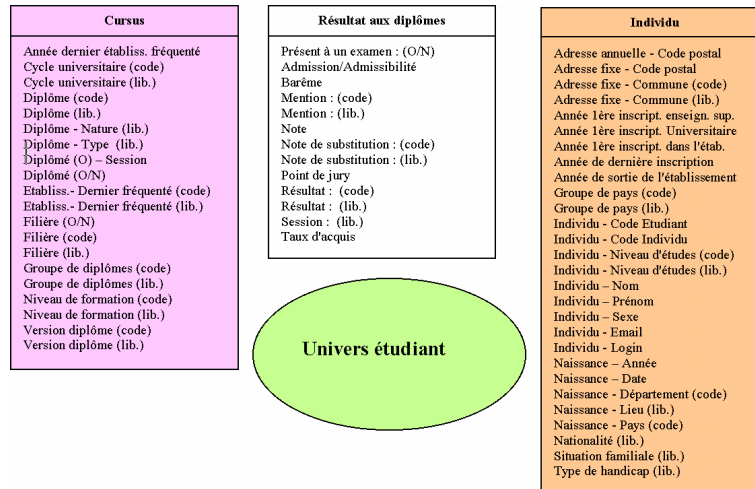 Cursus
Année dernier établiss. fréquenté
Cycle universitaire (code)
Cycle universitaire (lib.)
Diplôme (code)
Diplôme (lib.)
Diplôme - Nature (lib.)
Diplôme - Type (lib.)
Diplômé (O) – Session
Diplômé (O/N)
Etabliss.- Dernier fréquenté (code)
Etabliss.- Dernier fréquenté (lib.)
Filière (O/N)
Filière (code)
Filière (lib.)
Groupe de diplômes (code)
Groupe de diplômes (lib.)
Niveau de formation (code)
Niveau de formation (lib.)
Version diplôme (code)
Version diplôme (lib.)
Résultat aux diplômes
Présent à un examen : (O/N)
Admission/Admissibilité
Barême
Mention : (code)
Mention : (lib.)
Note
Note de substitution : (code)
Note de substitution : (lib.)
Point de jury
Résultat : (code)
Résultat : (lib.)
Session : (lib.)
Taux d'acquis
Univers étudiant
Individu
Adresse annuelle - Code postal
Adresse fixe - Code postal
Adresse fixe - Commune (code)
Adresse fixe - Commune (lib.)
Année 1ère inscript. enseign. sup.
Année 1ère inscript. Universitaire
Année 1ère inscript. dans l'étab.
Année de dernière inscription
Année de sortie de l'établissement
Groupe de pays (code)
Groupe de pays (lib.)
Individu - Code Etudiant
Individu - Code Individu
Individu - Niveau d'études (code)
Individu - Niveau d'études (lib.)
Individu – Nom
Individu – Prénom
Individu – Sexe
Individu - Email
Individu - Login
Naissance – Année
Naissance – Date
Naissance - Département (code)
Naissance - Lieu (lib.)
Naissance - Pays (code)
Nationalité (lib.)
Situation familiale (lib.)
Type de handicap (lib.)